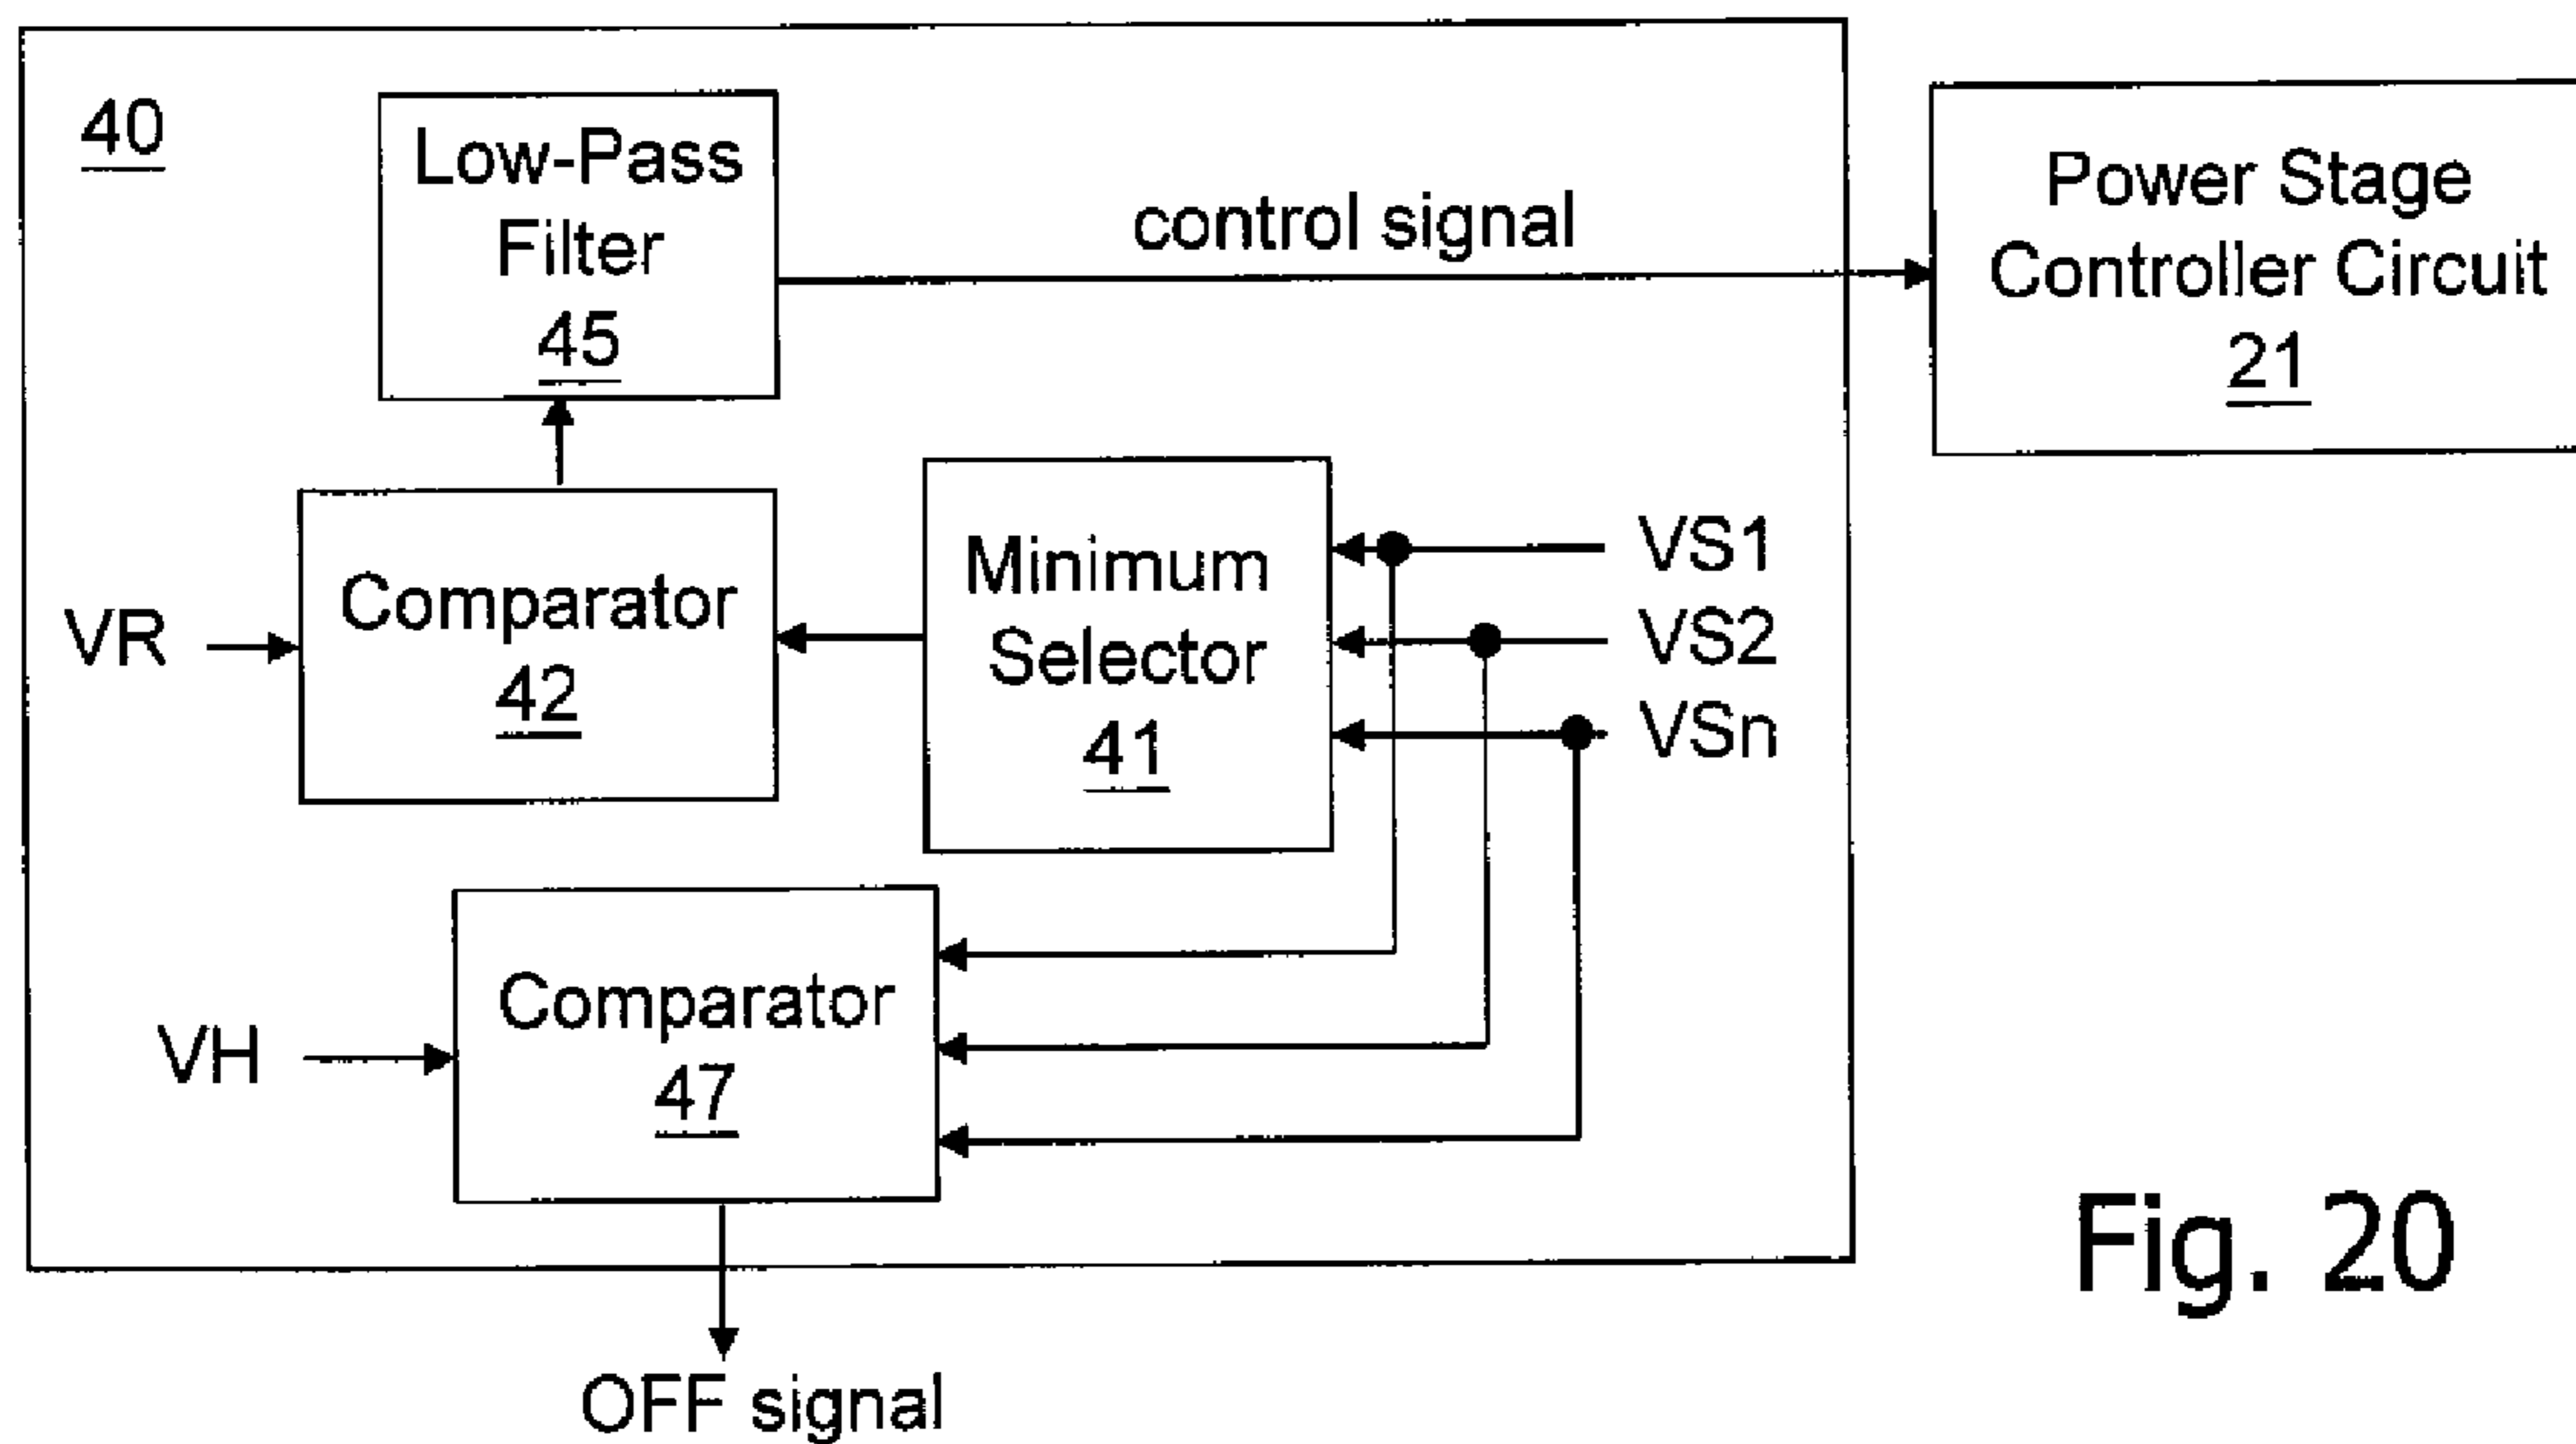 40
Low-Pass
Filter
45
control signal
Power Stage
Controller Circuit
21
VR
Comparator
42
Minimum
Selector
41
VS1
VS2
VSn
VH
Comparator
47
OFF signal
Fig. 20